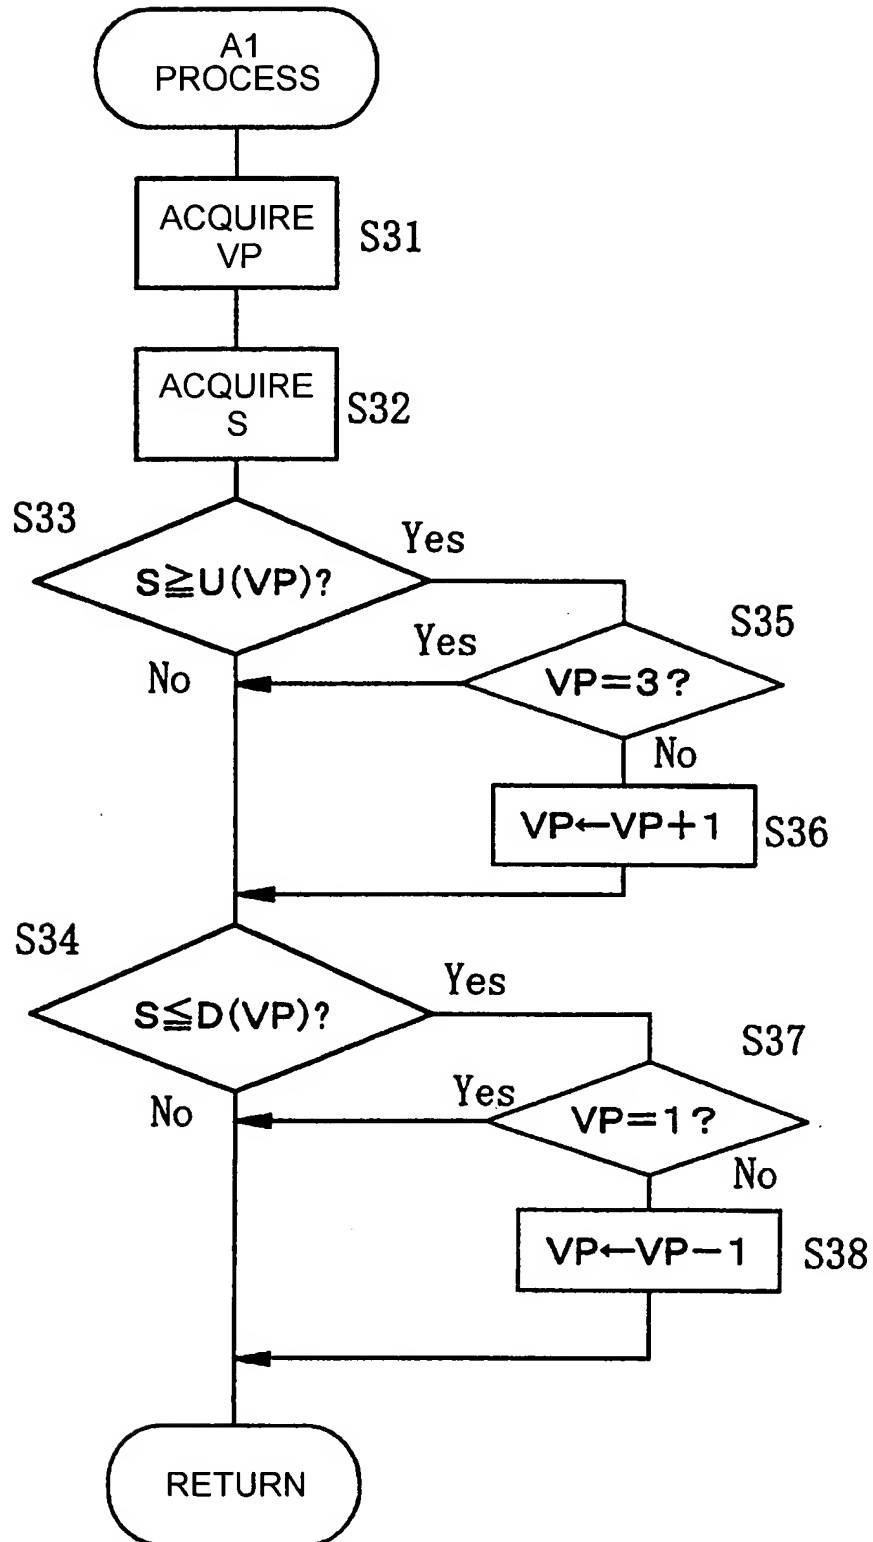 A1
PROCESS
ACQUIRE
VP
S31
ACQUIRE
S
S32
S33
S≧U(VP)?
Yes
No
S35
VP=3?
Yes
No
VP←VP+1
S36
S34
S≦D(VP)?
Yes
No
S37
VP=1?
Yes
No
VP←VP-1
S38
RETURN